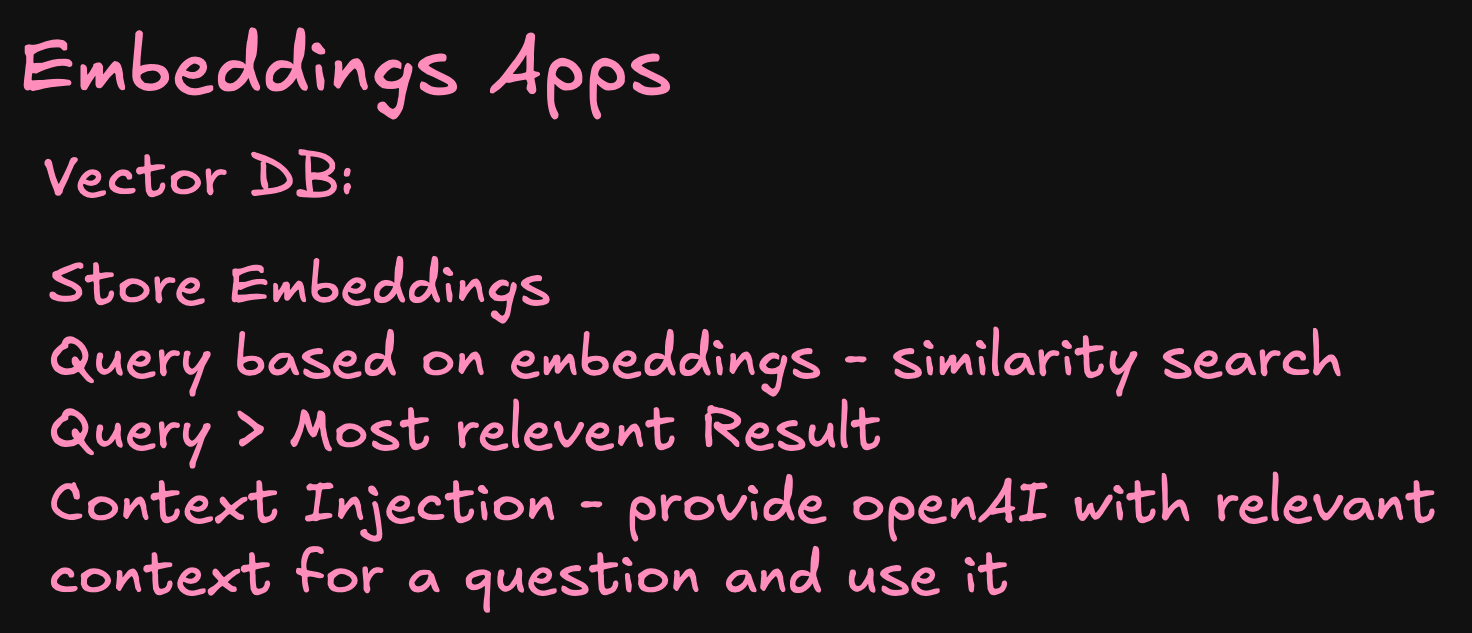 Embeddings Apps
Vector DB:
Store Embeddings
Query based on embeddings - similarity search
Query > Most relevent Result
Context Injection - provide openAI with relevant
context for a question and use it